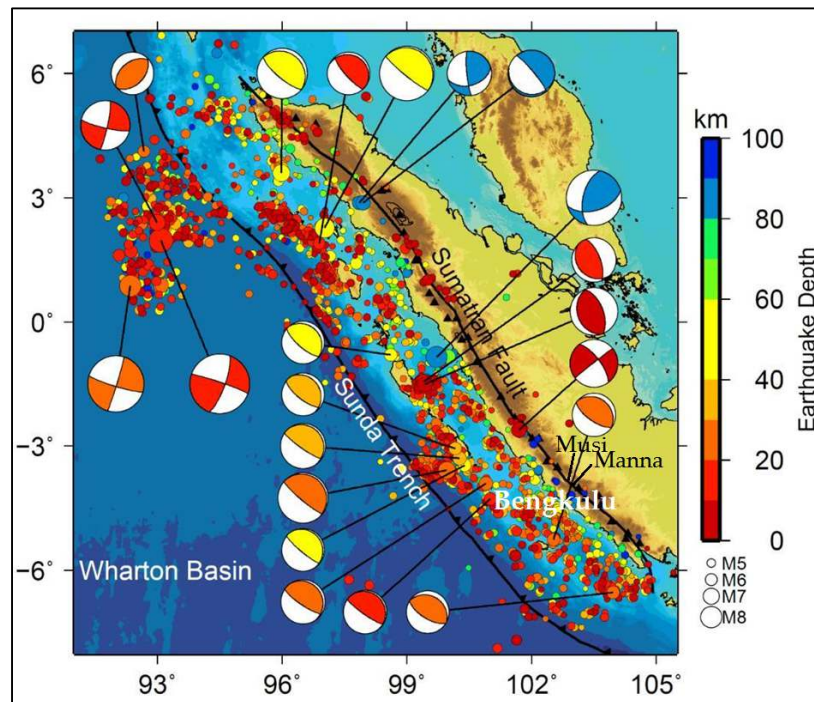 km
6°
100
80
3°
60
Sumatran Fault
0°
Earthquake Depth
40
Sunda Trench
20
-3°
Musi
Manna
Bengkulu
0
M5
-6°
Wharton Basin
M6
M7
M8
93°
96°
99°
102°
105°